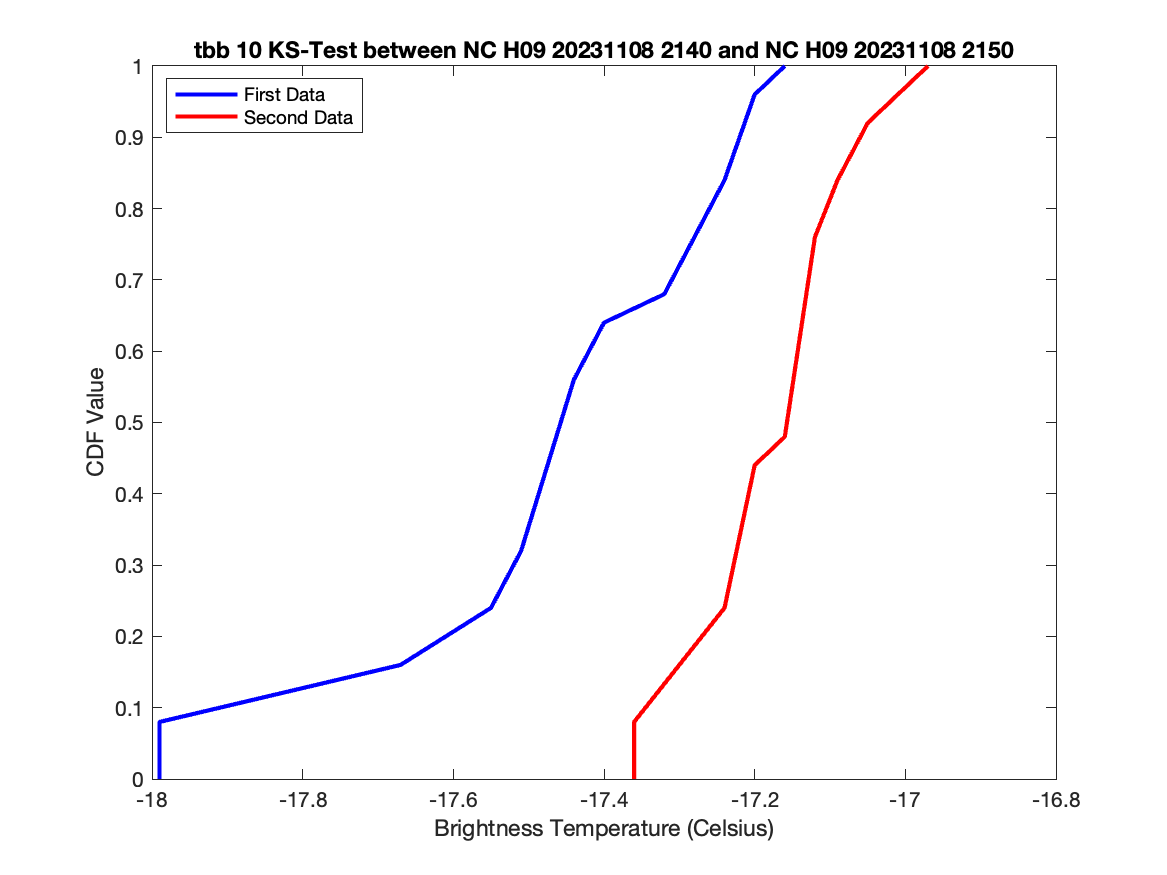 tbb 10 KS-Test between NC H09 20231108 2140 and NC H09 20231108 2150
First Data
Second Data
1
0.9
0.8
0.7
0.6
0.5
0.4
0.3
0.2
0.1
0
CDF Value
-18 -17.8 -17.6 -17.4 -17.2 -17 -16.8
Brightness Temperature (Celsius)